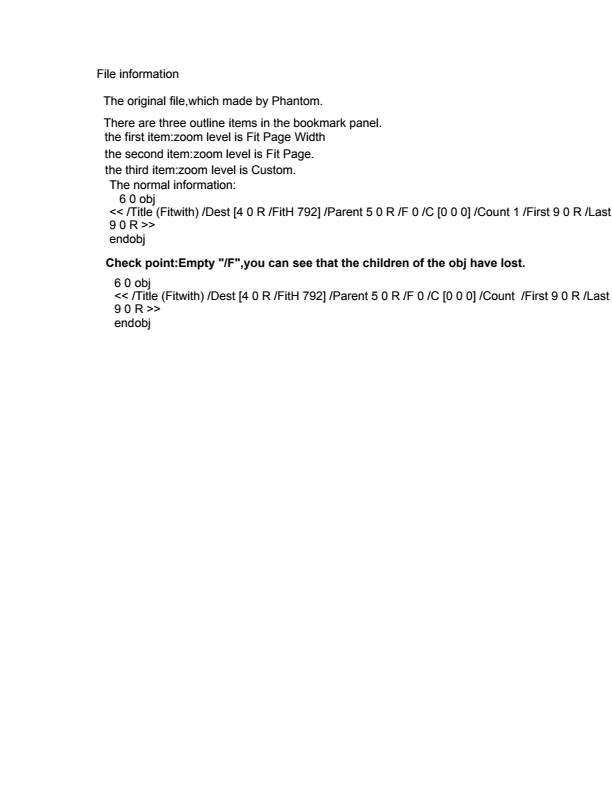 File information
The original file,which made by Phantom.
There are three outline items in the bookmark panel.
the first item:zoom level is Fit Page Width
the second item:zoom level is Fit Page.
the third item:zoom level is Custom.
The normal information:
6 0 obj
<< /Title (Fitwith) /Dest [4 0 R /FitH 792] /Parent 5 0 R /F 0 /C [0 0 0] /Count 1 /First 9 0 R /Last
9 0 R >>
endobj
Check point:Empty "/F",you can see that the children of the obj have lost.
6 0 obj
<< /Title (Fitwith) /Dest [4 0 R /FitH 792] /Parent 5 0 R /F 0 /C [0 0 0] /Count  /First 9 0 R /Last
9 0 R >>
endobj